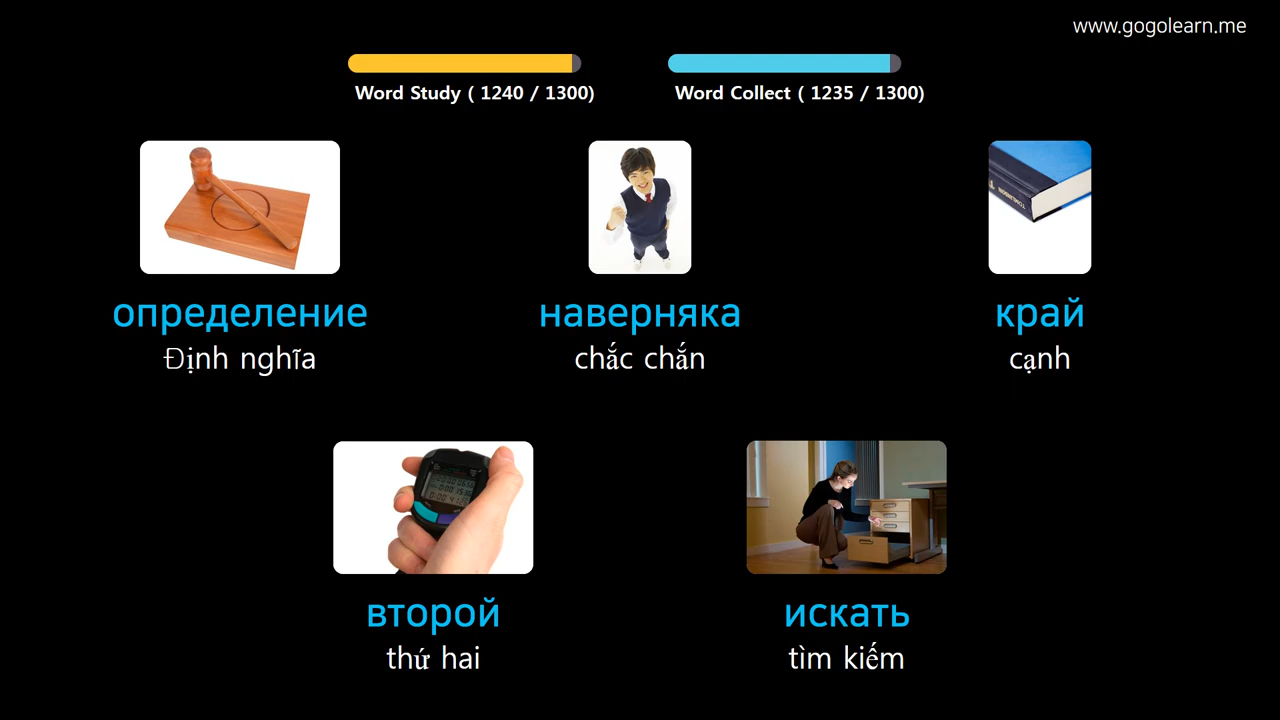 www.gogolearn.me
Word Study ( 1240 / 1300)
Word Collect ( 1235 / 1300)
определение
Định nghĩa
наверняка
chắc chắn
край
cạnh
второй
thứ hai
искать
tìm kiếm